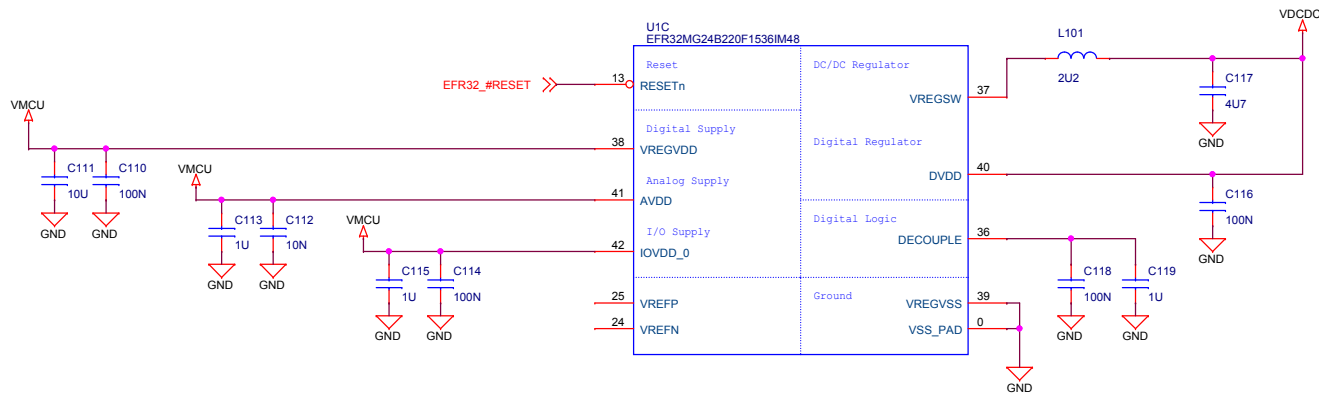 U1C
EFR32MG24B220F1536IM48
VDCDC
L101
2U2
Reset
DC/DC Regulator
EFR32_#RESET
13
RESETn
VREGSW
37
C117
4U7
GND
VMCU
Digital Supply
38
VREGVDD
Digital Regulator
C111
10U
GND
C110
100N
GND
VMCU
Analog Supply
41
AVDD
DVDD
40
C116
100N
GND
C113
1U
GND
C112
10N
GND
VMCU
I/O Supply
42
IOVDD_0
Digital Logic
DECOUPLE
36
C115
1U
GND
C114
100N
GND
C118
100N
GND
C119
1U
GND
25
VREFP
24
VREFN
Ground
VREGVSS
39
VSS_PAD
0
GND